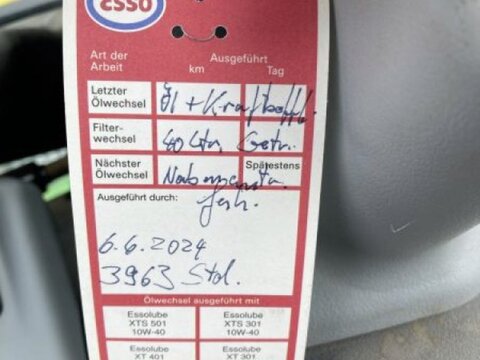 Esso
Art der Arbeit
Ausgeführt
km
Tag
Letzter Ölwechsel
Öl + Kraftstoff
Filter-wechsel
40 Ltr. Getr.
Nächster Ölwechsel
Spätestens
Ausgeführt durch:
6.6.2024
3963 Std.
Ölwechsel ausgeführt mit
Essolube XTS 501 10W-40
Essolube XTS 301 10W-40
Essolube XT 401
Essolube XT 301